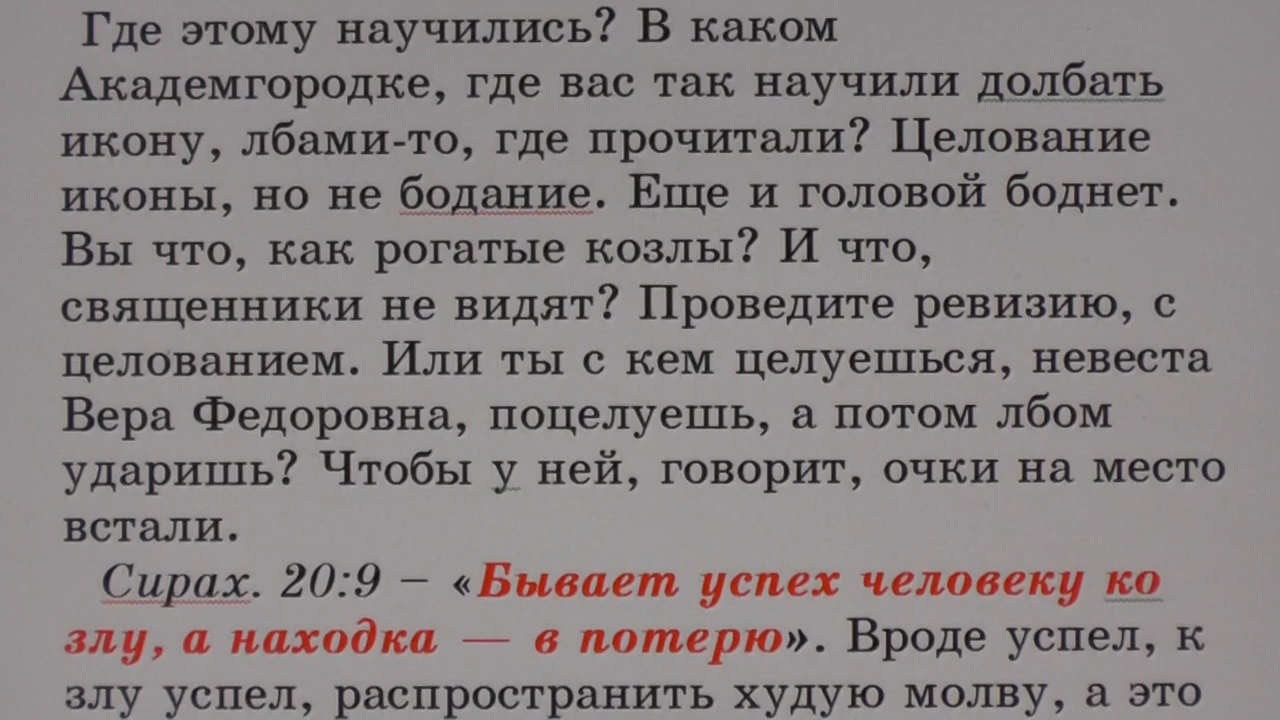 Где этому научились? В каком
Академгородке, где вас так научили долбать
икону, лбами-то, где прочитали? Целование
иконы, но не бодание. Еще и головой боднет.
Вы что, как рогатые козлы? И что,
священники не видят? Проведите ревизию, с
целованием. Или ты с кем целуешься, невеста
Вера Федоровна, поцелуешь, а потом лбом
ударишь? Чтобы у ней, говорит, очки на место
встали.
Сирах. 20:9 – «Бывает успех человеку ко
злу, а находка — в потерю». Вроде успел, к
злу успел, распространить худую молву, а это